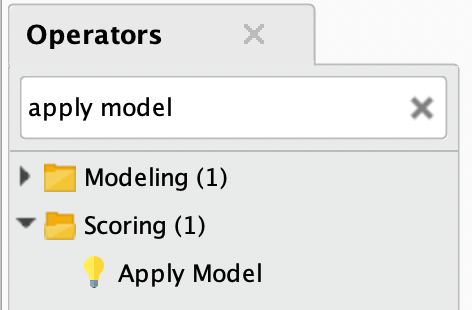 Operators
apply model
Modeling (1)
Scoring (1)
Apply Model